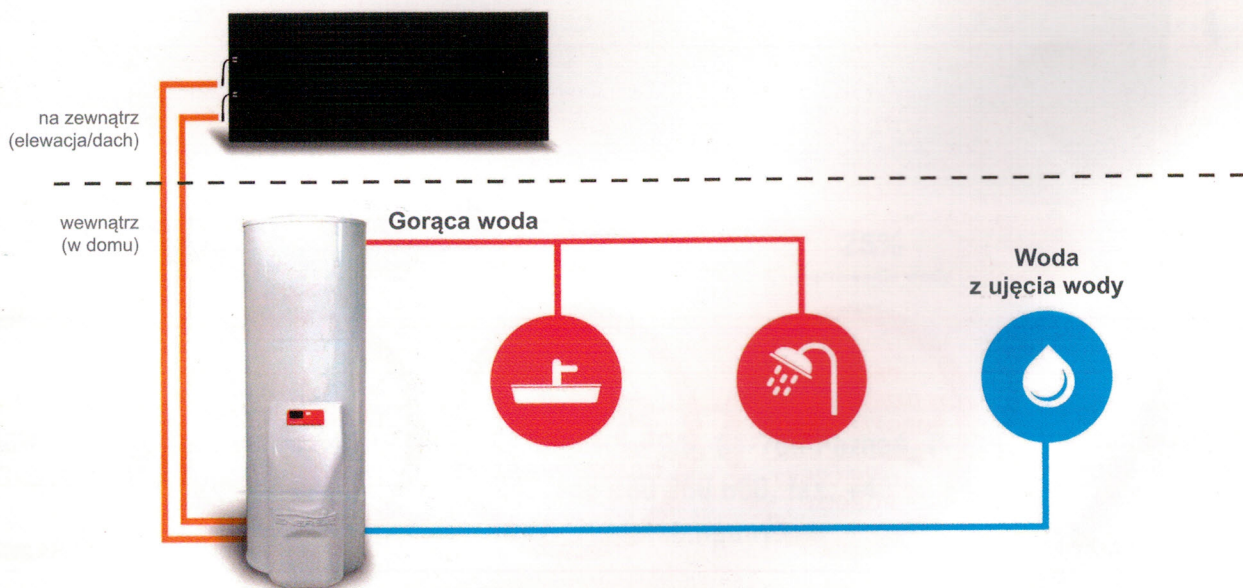 na zewnątrz
(elewacja/dach)
wewnątrz
(w domu)
Gorąca woda
Woda
z ujęcia wody